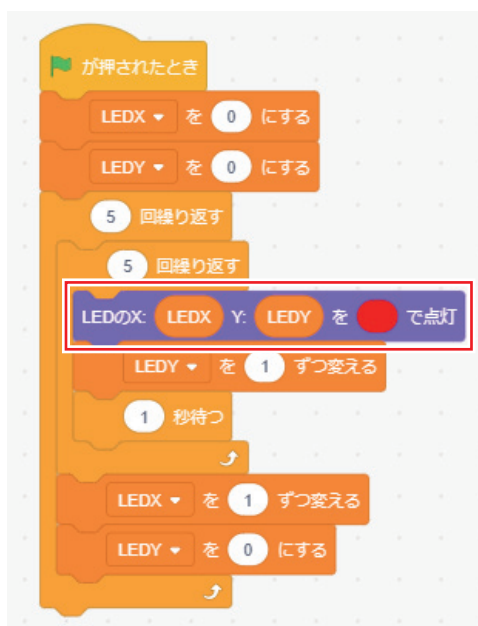 が押されたとき
LEDX を 0 にする
LEDY を 0 にする
5 回繰り返す
5 回繰り返す
LEDのX: LEDX Y: LEDY を で点灯
LEDY を 1 ずつ変える
1 秒待つ
LEDX を 1 ずつ変える
LEDY を 0 にする